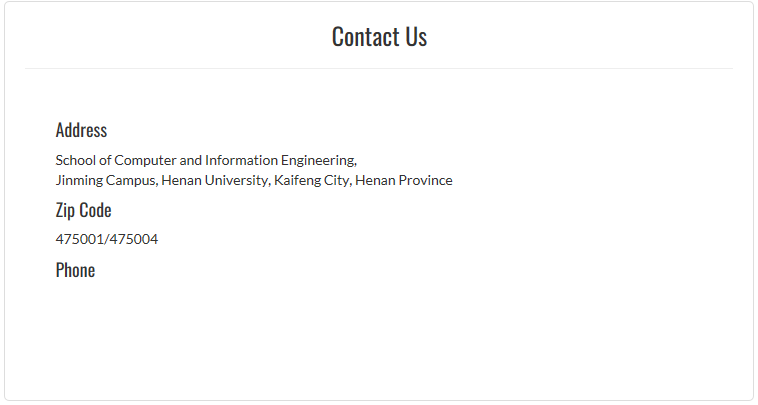 Contact Us
Address
School of Computer and Information Engineering,
Jinming Campus, Henan University, Kaifeng City, Henan Province
Zip Code
475001/475004
Phone